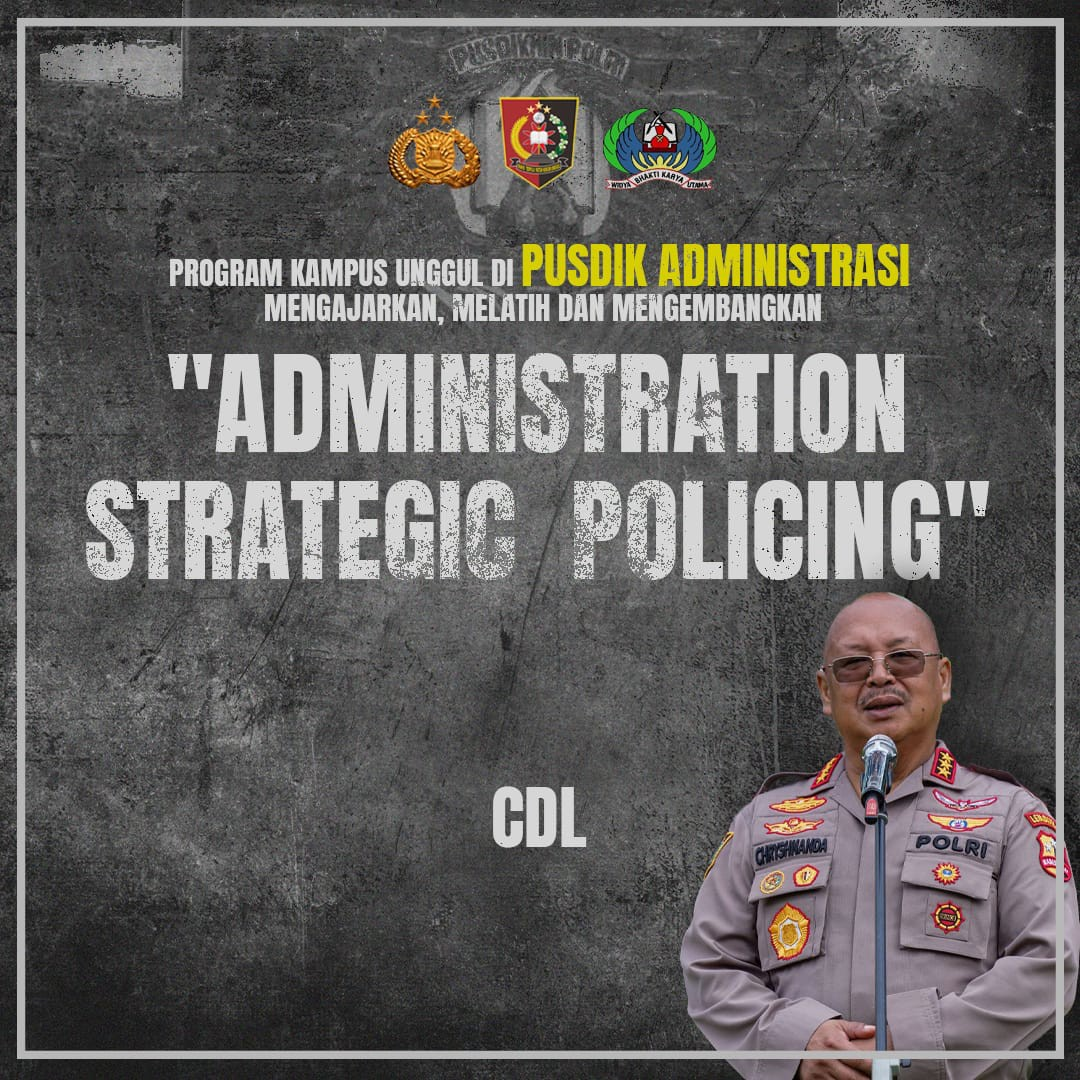 PUSDIKMIN POLRI
WIDYA BHAKTI KARYA UTAMA
PROGRAM KAMPUS UNGGUL DI PUSDIK ADMINISTRASI
MENGAJARKAN, MELATIH DAN MENGEMBANGKAN
"ADMINISTRATION
STRATEGIC POLICING"
CDL
CHRYSHNANDA
POLRI